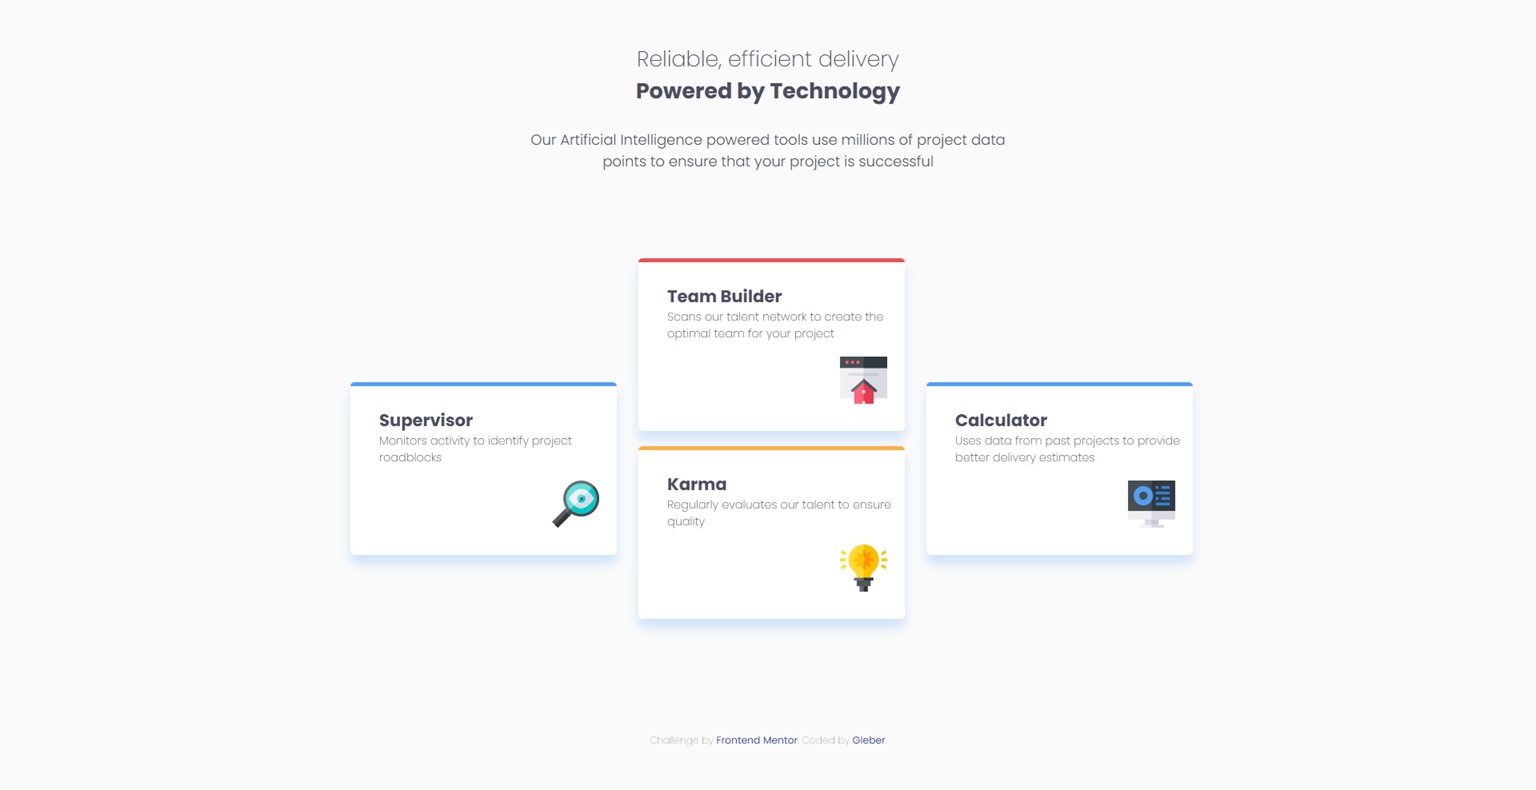 Reliable, efficient delivery
Powered by Technology
Our Artificial Intelligence powered tools use millions of project data
points to ensure that your project is successful
Team Builder
Scans our talent network to create the
optimal team for your project
Supervisor
Monitors activity to identify project
roadblocks
Karma
Regularly evaluates our talent to ensure
quality
Calculator
Uses data from past projects to provide
better delivery estimates
Challenge by Frontend Mentor. Coded by Gleber.